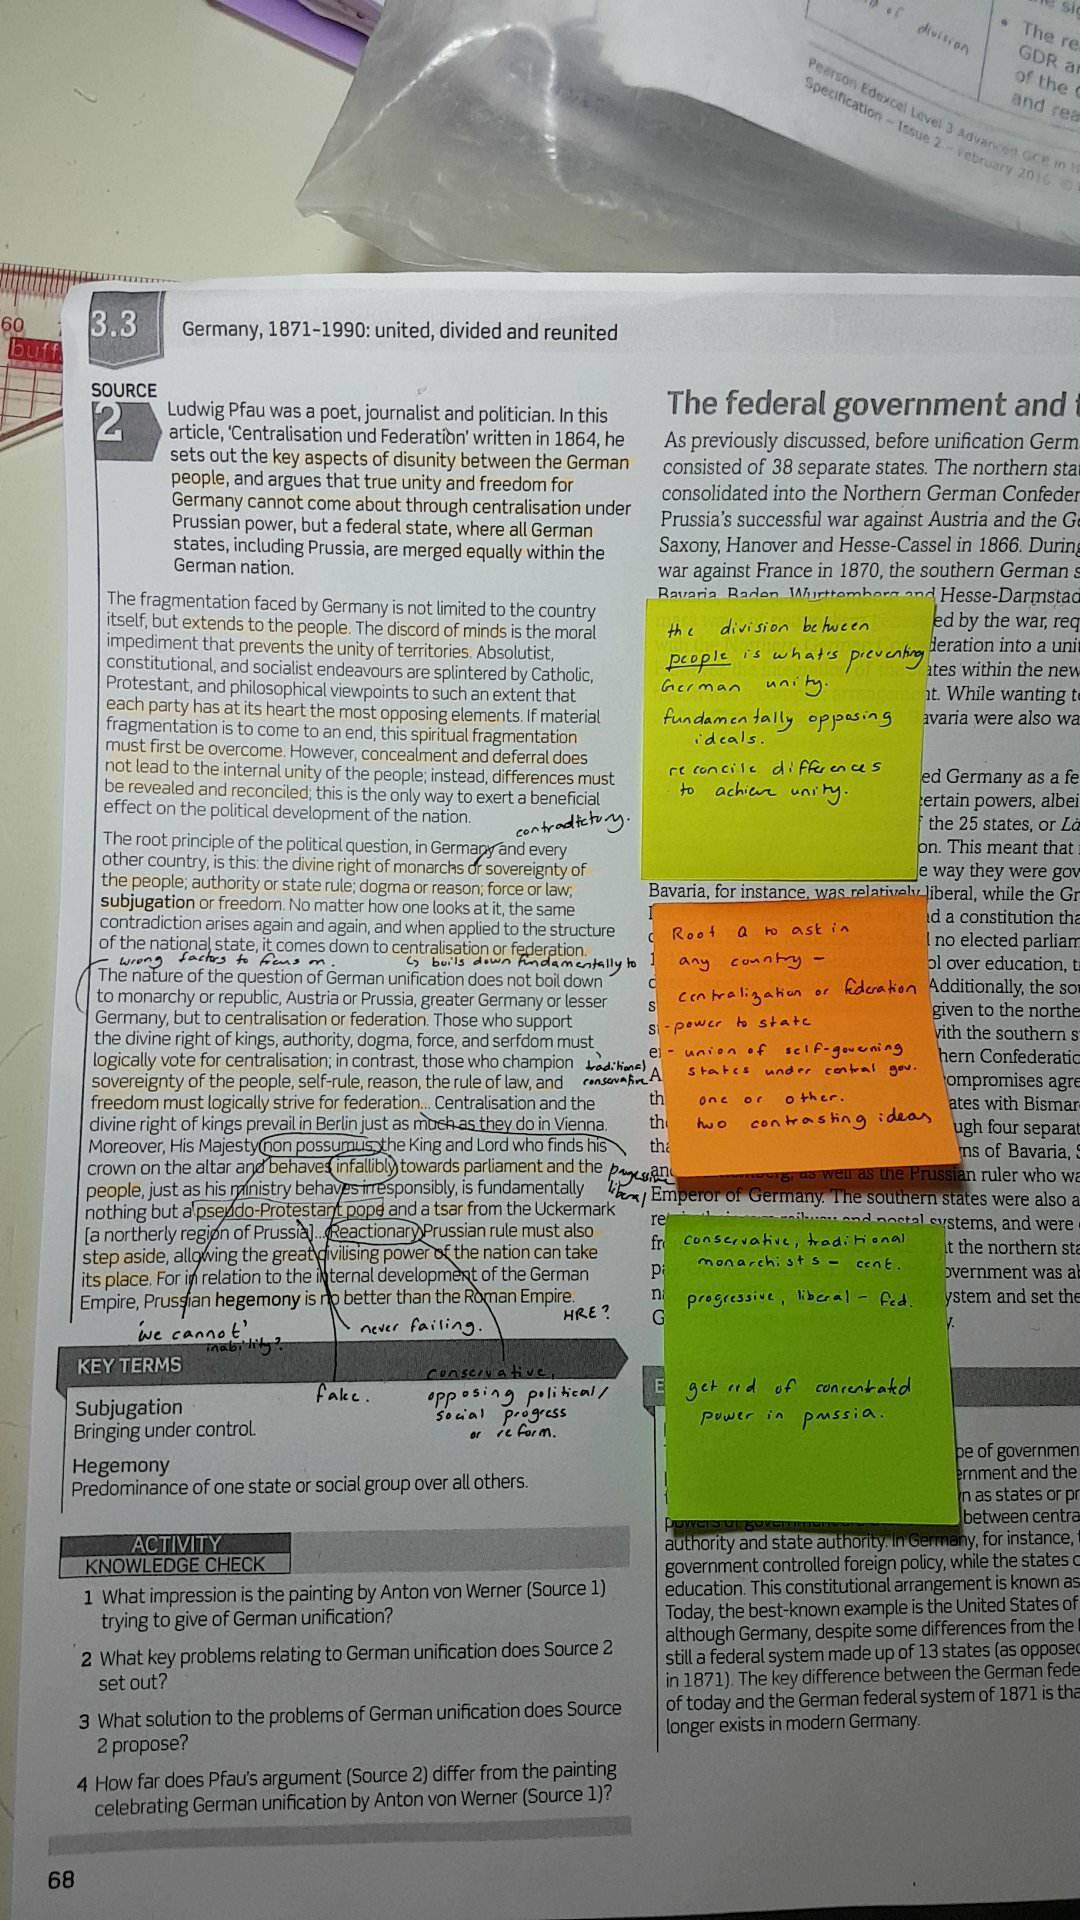 of division
• The re
GDR ar
of the
and rea
Pearson Edexcel Level 3 Advanced GCE in
Specification – Issue 2 – February 2016 ©
60
buff
3.3
Germany, 1871–1990: united, divided and reunited
SOURCE
2
Ludwig Pfau was a poet, journalist and politician. In this
article, 'Centralisation und Federation' written in 1864, he
sets out the key aspects of disunity between the German
people, and argues that true unity and freedom for
Germany cannot come about through centralisation under
Prussian power, but a federal state, where all German
states, including Prussia, are merged equally within the
German nation.
The fragmentation faced by Germany is not limited to the country
itself, but extends to the people. The discord of minds is the moral
impediment that prevents the unity of territories. Absolutist,
constitutional, and socialist endeavours are splintered by Catholic,
Protestant, and philosophical viewpoints to such an extent that
each party has at its heart the most opposing elements. If material
fragmentation is to come to an end, this spiritual fragmentation
must first be overcome. However, concealment and deferral does
not lead to the internal unity of the people; instead, differences must
be revealed and reconciled; this is the only way to exert a beneficial
effect on the political development of the nation.
contradictory.
The root principle of the political question, in Germany and every
other country, is this: the divine right of monarchs or sovereignty of
the people; authority or state rule; dogma or reason; force or law;
subjugation or freedom. No matter how one looks at it, the same
contradiction arises again and again, and when applied to the structure
of the national state, it comes down to centralisation or federation.
wrong factors to focus on.
↳ boils down fundamentally to
The nature of the question of German unification does not boil down
to monarchy or republic, Austria or Prussia, greater Germany or lesser
Germany, but to centralisation or federation. Those who support
the divine right of kings, authority, dogma, force, and serfdom must
logically vote for centralisation; in contrast, those who champion
traditional
conservative
sovereignty of the people, self-rule, reason, the rule of law, and
freedom must logically strive for federation... Centralisation and the
divine right of kings prevail in Berlin just as much as they do in Vienna.
Moreover, His Majesty non possumus, the King and Lord who finds his
crown on the altar and behaves infallibly towards parliament and the
progressive
liberal
people, just as his ministry behaves irresponsibly, is fundamentally
nothing but a pseudo-Protestant pope and a tsar from the Uckermark
[a northerly region of Prussia]... Reactionary Prussian rule must also
step aside, allowing the great civilising power of the nation can take
its place. For in relation to the internal development of the German
Empire, Prussian hegemony is no better than the Roman Empire.
HRE?
'we cannot'
inability?
never failing.
fake.
conservative,
opposing political/
social progress
or reform.
KEY TERMS
Subjugation
Bringing under control.
Hegemony
Predominance of one state or social group over all others.
ACTIVITY
KNOWLEDGE CHECK
1 What impression is the painting by Anton von Werner (Source 1)
trying to give of German unification?
2 What key problems relating to German unification does Source 2
set out?
3 What solution to the problems of German unification does Source
2 propose?
4 How far does Pfau's argument (Source 2) differ from the painting
celebrating German unification by Anton von Werner (Source 1)?
68
The federal government and
As previously discussed, before unification Germ
consisted of 38 separate states. The northern sta
consolidated into the Northern German Confeder
Prussia's successful war against Austria and the Ge
Saxony, Hanover and Hesse-Cassel in 1866. During
war against France in 1870, the southern German s
Bavaria, Baden, Wurttemberg and Hesse-Darmstad
ed by the war, req
deration into a unit
ates within the new
nt. While wanting to
avaria were also wa
the division between
people is what's preventing
German unity.
fundamentally opposing
ideals.
reconcile differences
to achieve unity.
ed Germany as a fe
certain powers, albei
the 25 states, or Lä
on. This meant that
e way they were gov
Bavaria, for instance, was relatively liberal, while the Gr
d a constitution tha
no elected parliam
ol over education, t
Additionally, the so
given to the northe
with the southern s
hern Confederatio
ompromises agre
ates with Bismar
ugh four separat
ns of Bavaria, S
Root Q to ask in
any country –
centralization or federation
- power to state
- union of self-governing
states under central gov.
one or other.
two contrasting ideas
as well as the Prussian ruler who wa
Emperor of Germany. The southern states were also a
railway and postal systems, and were
t the northern sta
overnment was ab
ystem and set the
conservative, traditional
monarchists – cent.
progressive, liberal – fed.
get rid of concentrated
power in prussia.
E
pe of governmen
ernment and the
n as states or pr
between centra
authority and state authority. In Germany, for instance,
government controlled foreign policy, while the states c
education. This constitutional arrangement is known as
Today, the best-known example is the United States of
although Germany, despite some differences from the
still a federal system made up of 13 states (as opposed
in 1871). The key difference between the German fede
of today and the German federal system of 1871 is tha
longer exists in modern Germany.